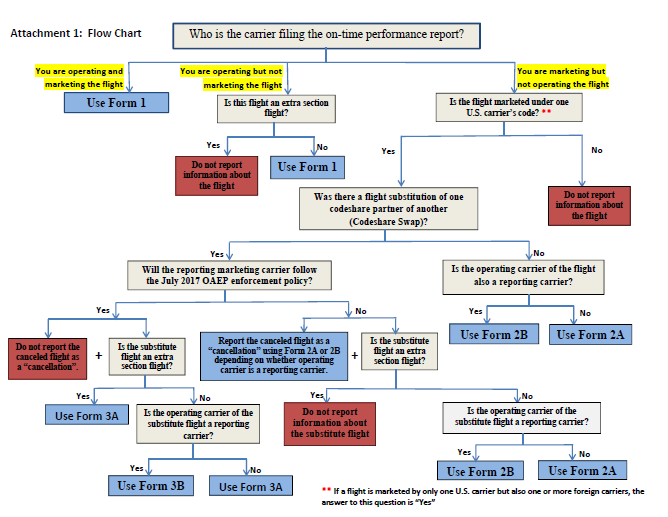 Attachment 1: Flow Chart
Who is the carrier filing the on-time performance report?
You are operating and
marketing the flight
You are operating but not
marketing the flight
You are marketing but
not operating the flight
Use Form 1
Is this flight an extra section
flight?
Is the flight marketed under one
U.S. carrier's code? **
Yes
No
Yes
No
Do not report
information about
the flight
Use Form 1
Do not report
information about
the flight
Was there a flight substitution of one
codeshare partner of another
(Codeshare Swap)?
Yes
No
Will the reporting marketing carrier follow
the July 2017 OAEP enforcement policy?
Is the operating carrier of the flight
also a reporting carrier?
Yes
No
Yes
No
Do not report the
canceled flight as
a "cancellation".
+
Is the substitute
flight an extra
section flight?
Report the canceled flight as a
"cancellation" using Form 2A or 2B
depending on whether operating
carrier is a reporting carrier.
+
Is the substitute
flight an extra
section flight?
Use Form 2B
Use Form 2A
Yes
No
Yes
No
Use Form 3A
Is the operating carrier of the
substitute flight a reporting
carrier?
Do not report
information about
the substitute flight
Is the operating carrier of the
substitute flight a reporting carrier?
Yes
No
Yes
No
Use Form 3B
Use Form 3A
Use Form 2B
Use Form 2A
** If a flight is marketed by only one U.S. carrier but also one or more foreign carriers, the
answer to this question is "Yes"